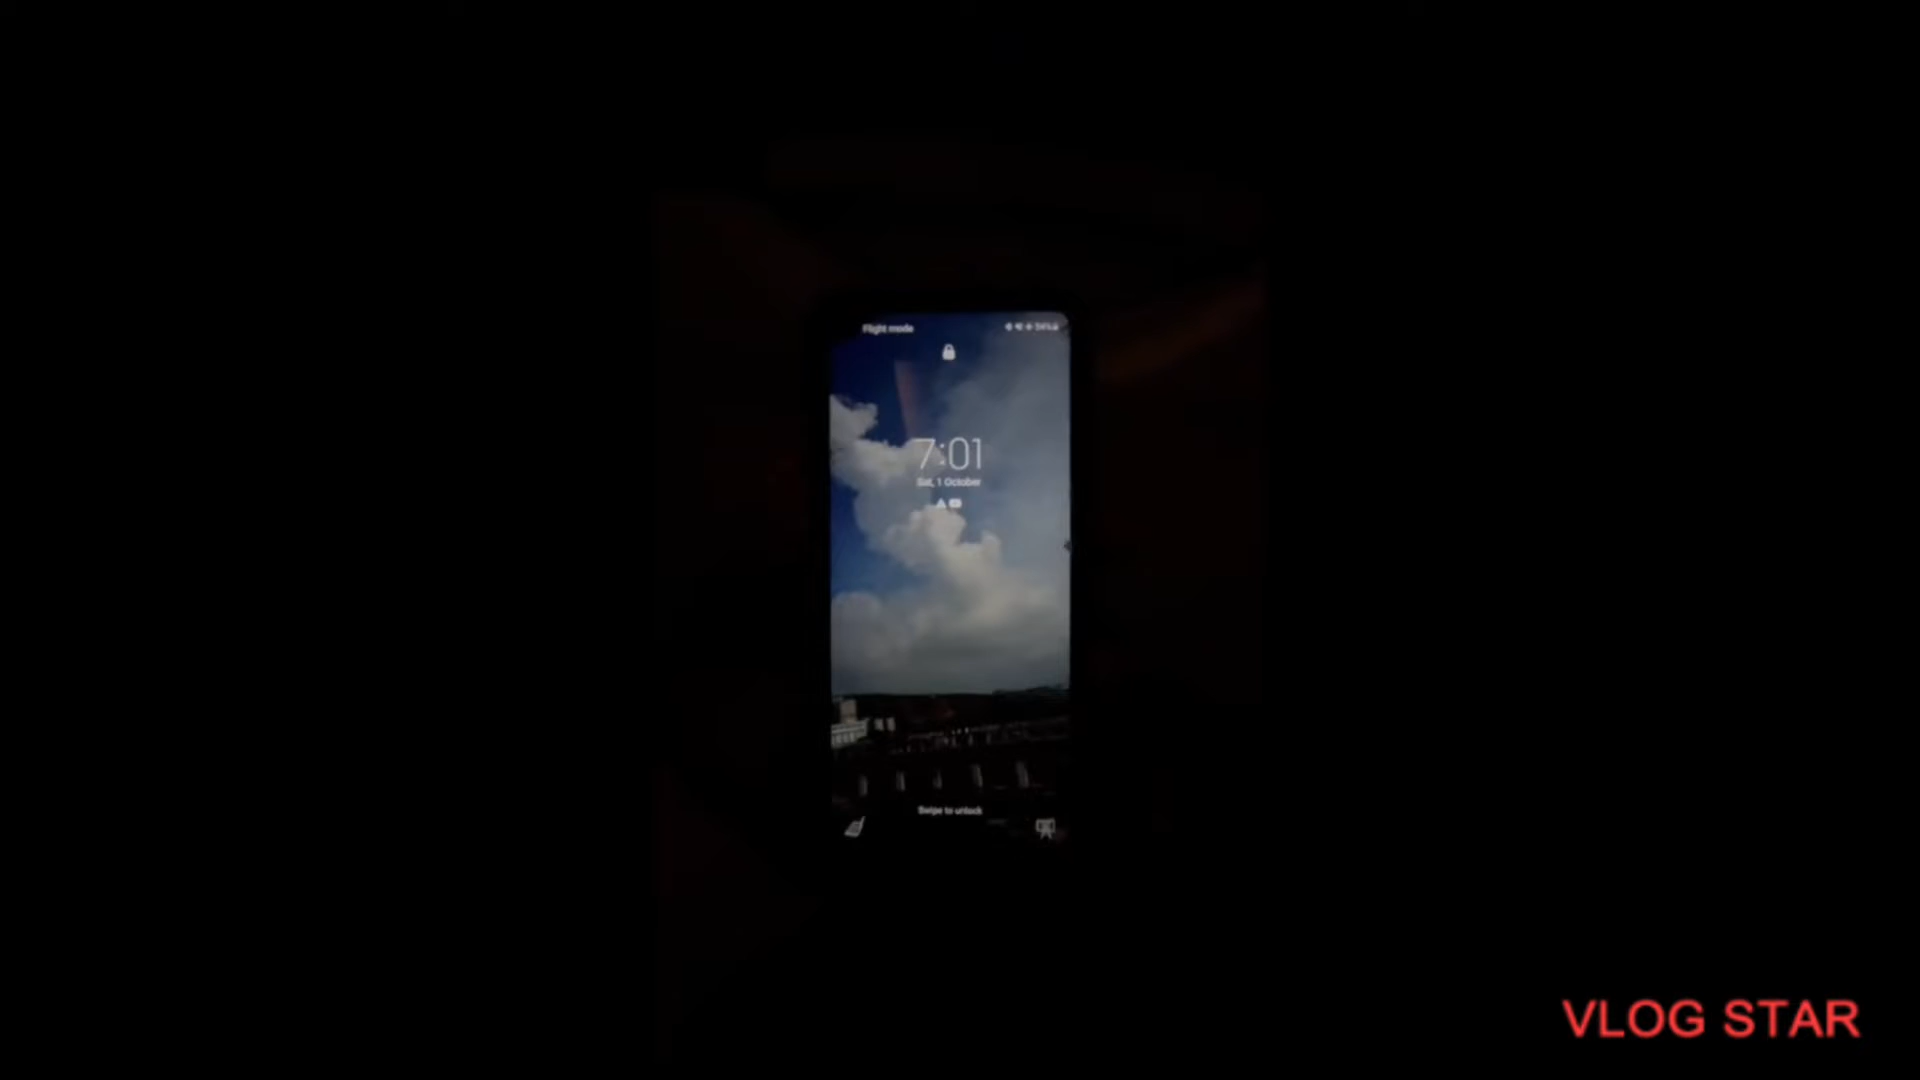 Flight mode
7:01
Sat, 1 October
Swipe to unlock
VLOG STAR